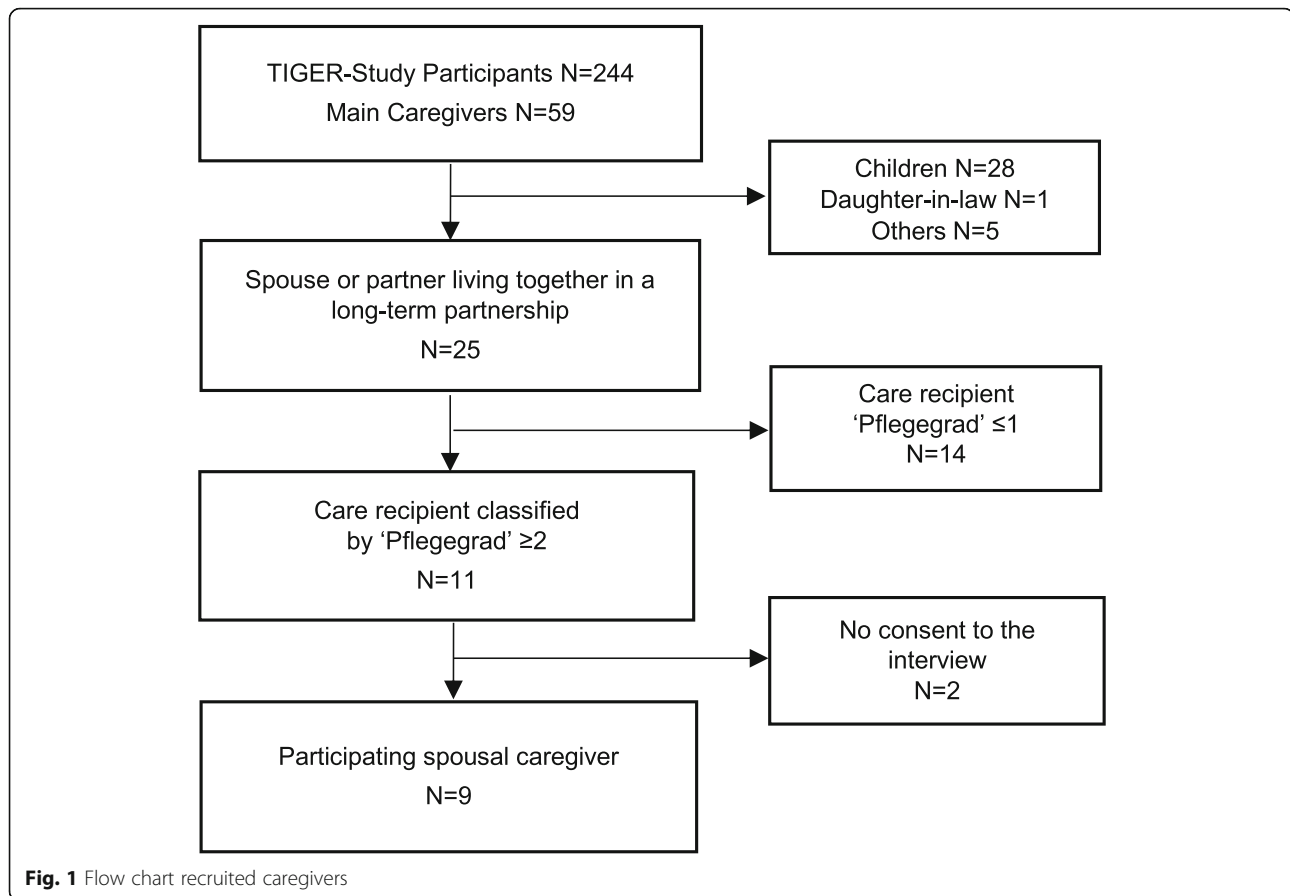 TIGER-Study Participants N=244
Main Caregivers N=59
Children N=28
Daughter-in-law N=1
Others N=5
Spouse or partner living together in a
long-term partnership
N=25
Care recipient
‘Pflegegrad’ ≤1
N=14
Care recipient classified
by ‘Pflegegrad’ ≥2
N=11
No consent to the
interview
N=2
Participating spousal caregiver
N=9
Fig. 1 Flow chart recruited caregivers